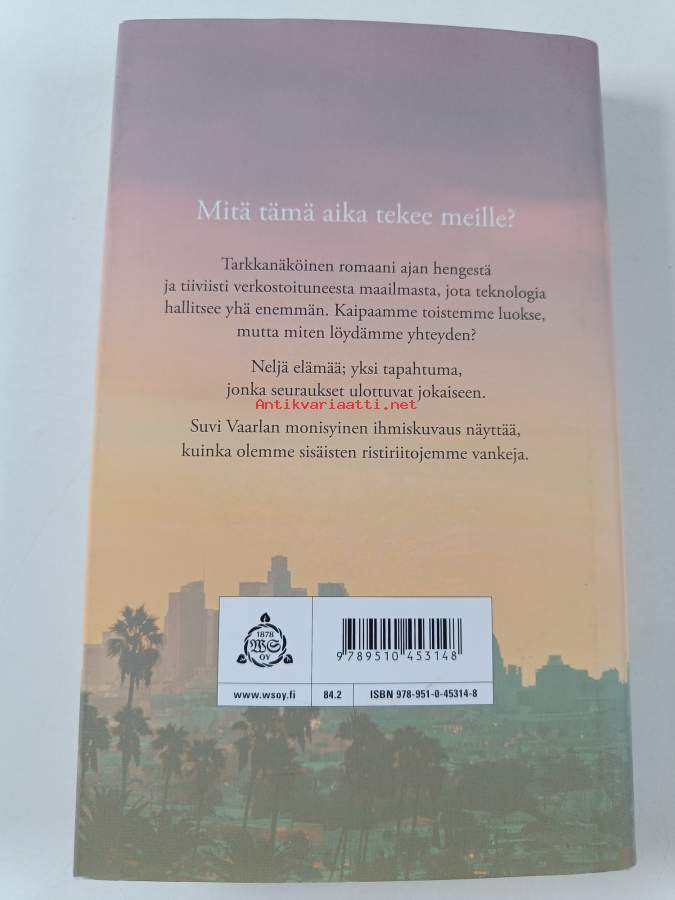 Mitä tämä aika tekee meille?
Tarkkanäköinen romaani ajan hengestä
ja tiiviisti verkostoituneesta maailmasta, jota teknologia
hallitsee yhä enemmän. Kaipaamme toistemme luokse,
mutta miten löydämme yhteyden?
Neljä elämää; yksi tapahtuma,
jonka seuraukset ulottuvat jokaiseen.
Antikvariaatti.net
Suvi Vaarlan monisyinen ihmiskuvaus näyttää,
kuinka olemme sisäisten ristiriitojemme vankeja.
1878
WS
OY
9 789510 453148
www.wsoy.fi
84.2
ISBN 978-951-0-45314-8